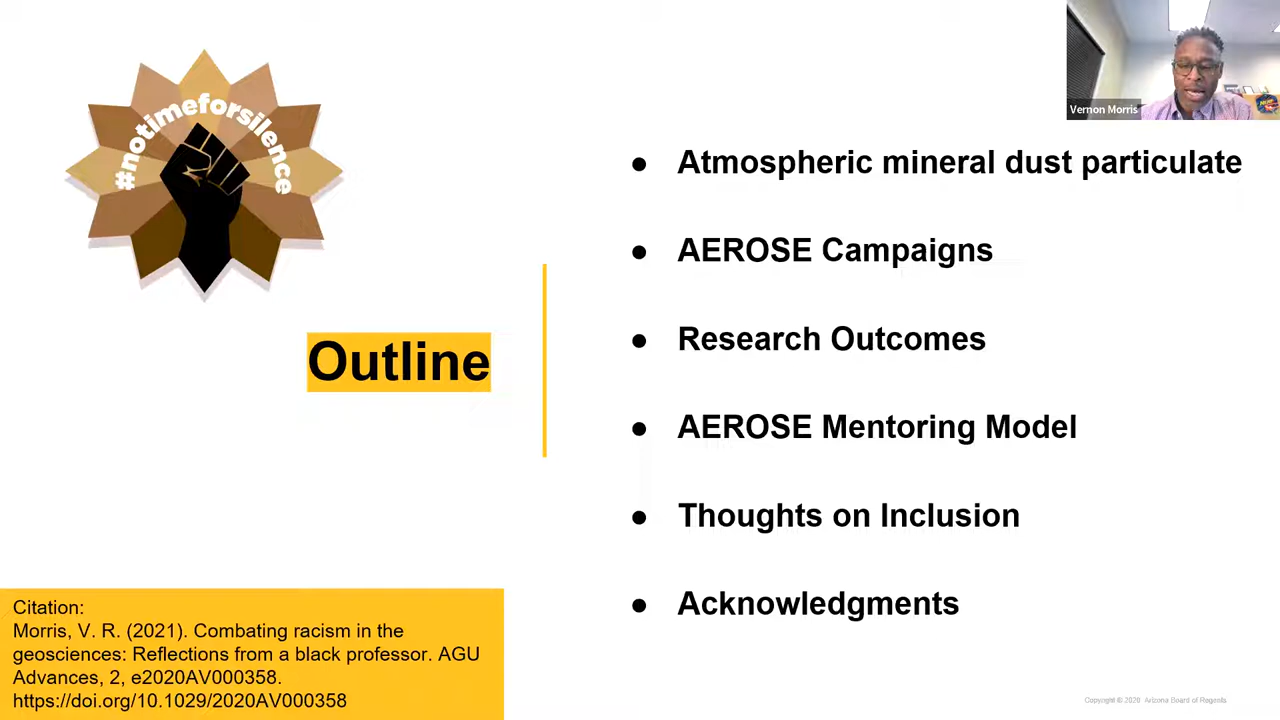 #notimeforsilence
Vernon Morris
Outline
● Atmospheric mineral dust particulate
● AEROSE Campaigns
● Research Outcomes
● AEROSE Mentoring Model
● Thoughts on Inclusion
● Acknowledgments
Citation:
Morris, V. R. (2021). Combating racism in the
geosciences: Reflections from a black professor. AGU
Advances, 2, e2020AV000358.
https://doi.org/10.1029/2020AV000358
Copyright © 2020 Arizona Board of Regents